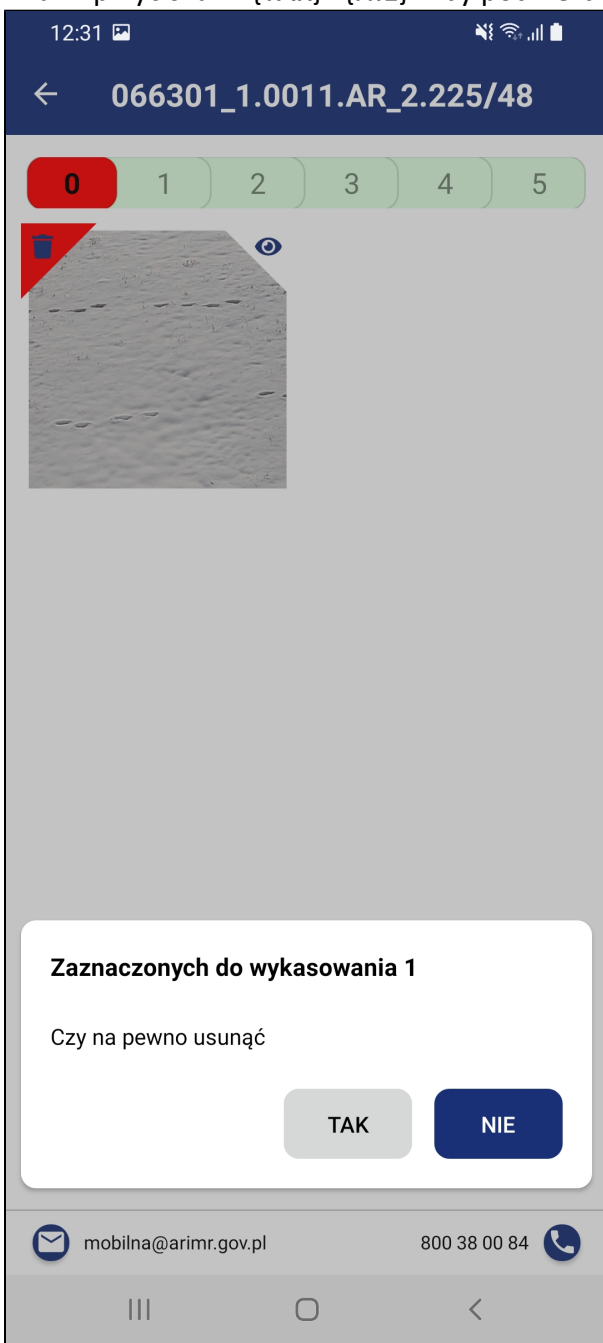 12:31
066301_1.0011.AR_2.225/48
0 1 2 3 4 5
Zaznaczonych do wykasowania 1
Czy na pewno usunąć
TAK NIE
mobilna@arimr.gov.pl 800 38 00 84